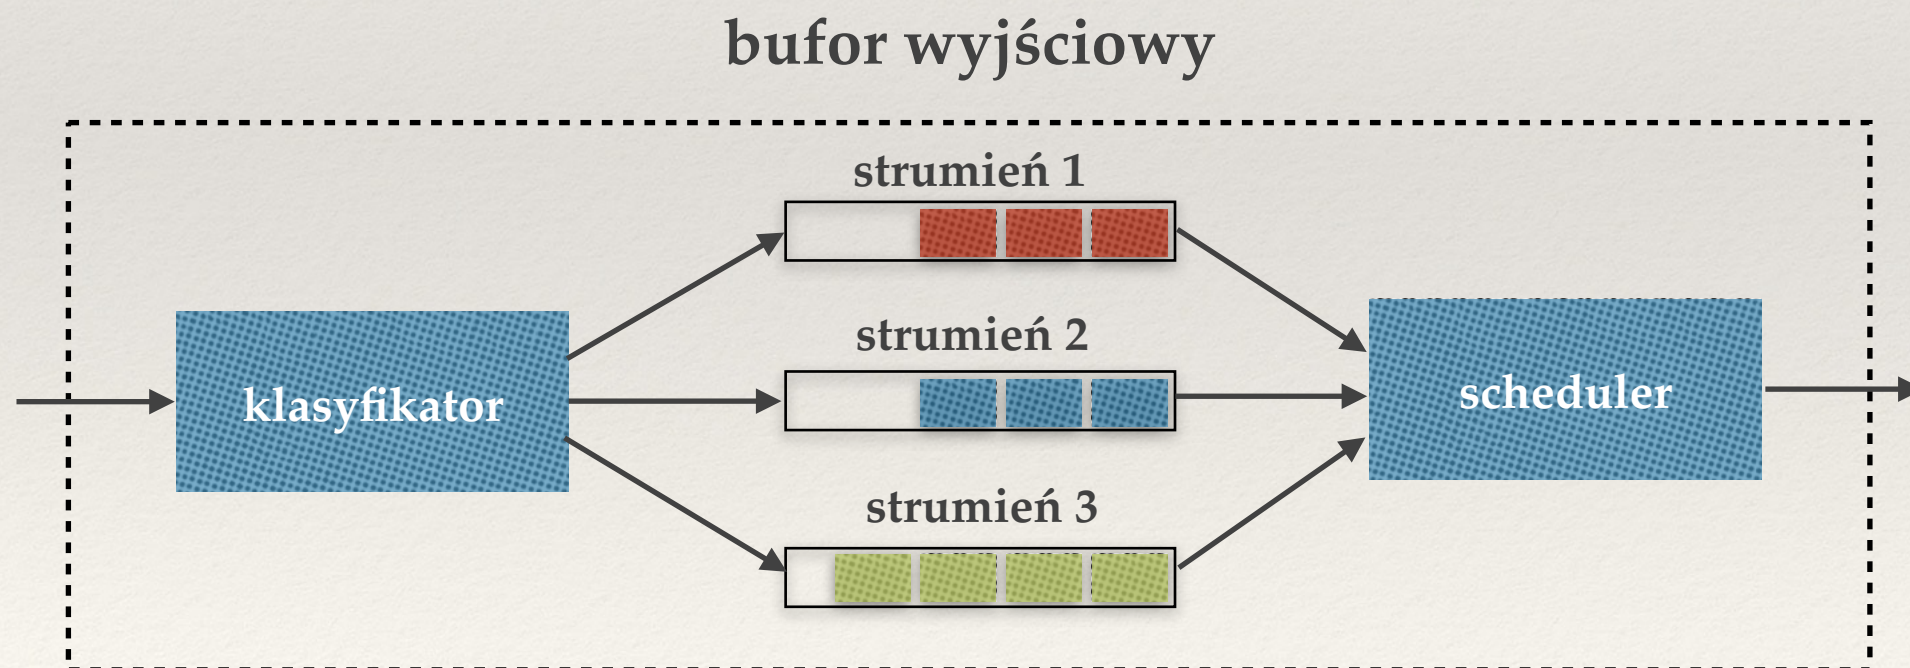 bufor wyjściowy
strumień 1
strumień 2
klasyfikator
scheduler
strumień 3